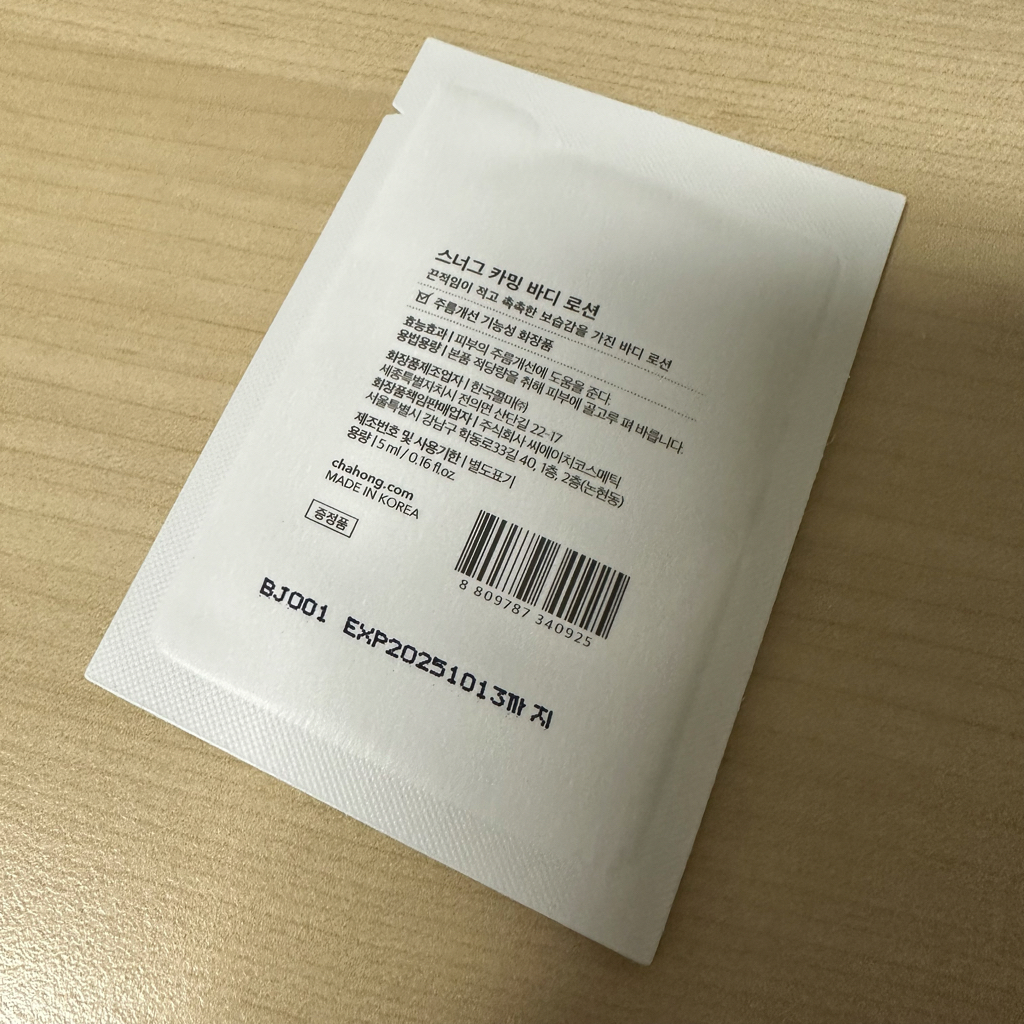 스너그 카밍 바디 로션
끈적임이 적고 촉촉한 보습감을 가진 바디 로션
주름개선 기능성 화장품
효능효과 | 피부의 주름개선에 도움을 준다.
용법용량 | 본품 적당량을 취해 피부에 골고루 펴 바릅니다.
화장품제조업자 | 한국콜마㈜
세종특별자치시 전의면 산단길 22-17
화장품책임판매업자 | 주식회사 씨에이치코스메틱
서울특별시 강남구 학동로33길 40, 1층, 2층(논현동)
제조번호 및 사용기한 | 별도표기
용량 | 5 ml / 0.16 fl.oz.
chahong.com
MADE IN KOREA
증정품
8 809787 340925
BJ001 EXP20251013까지